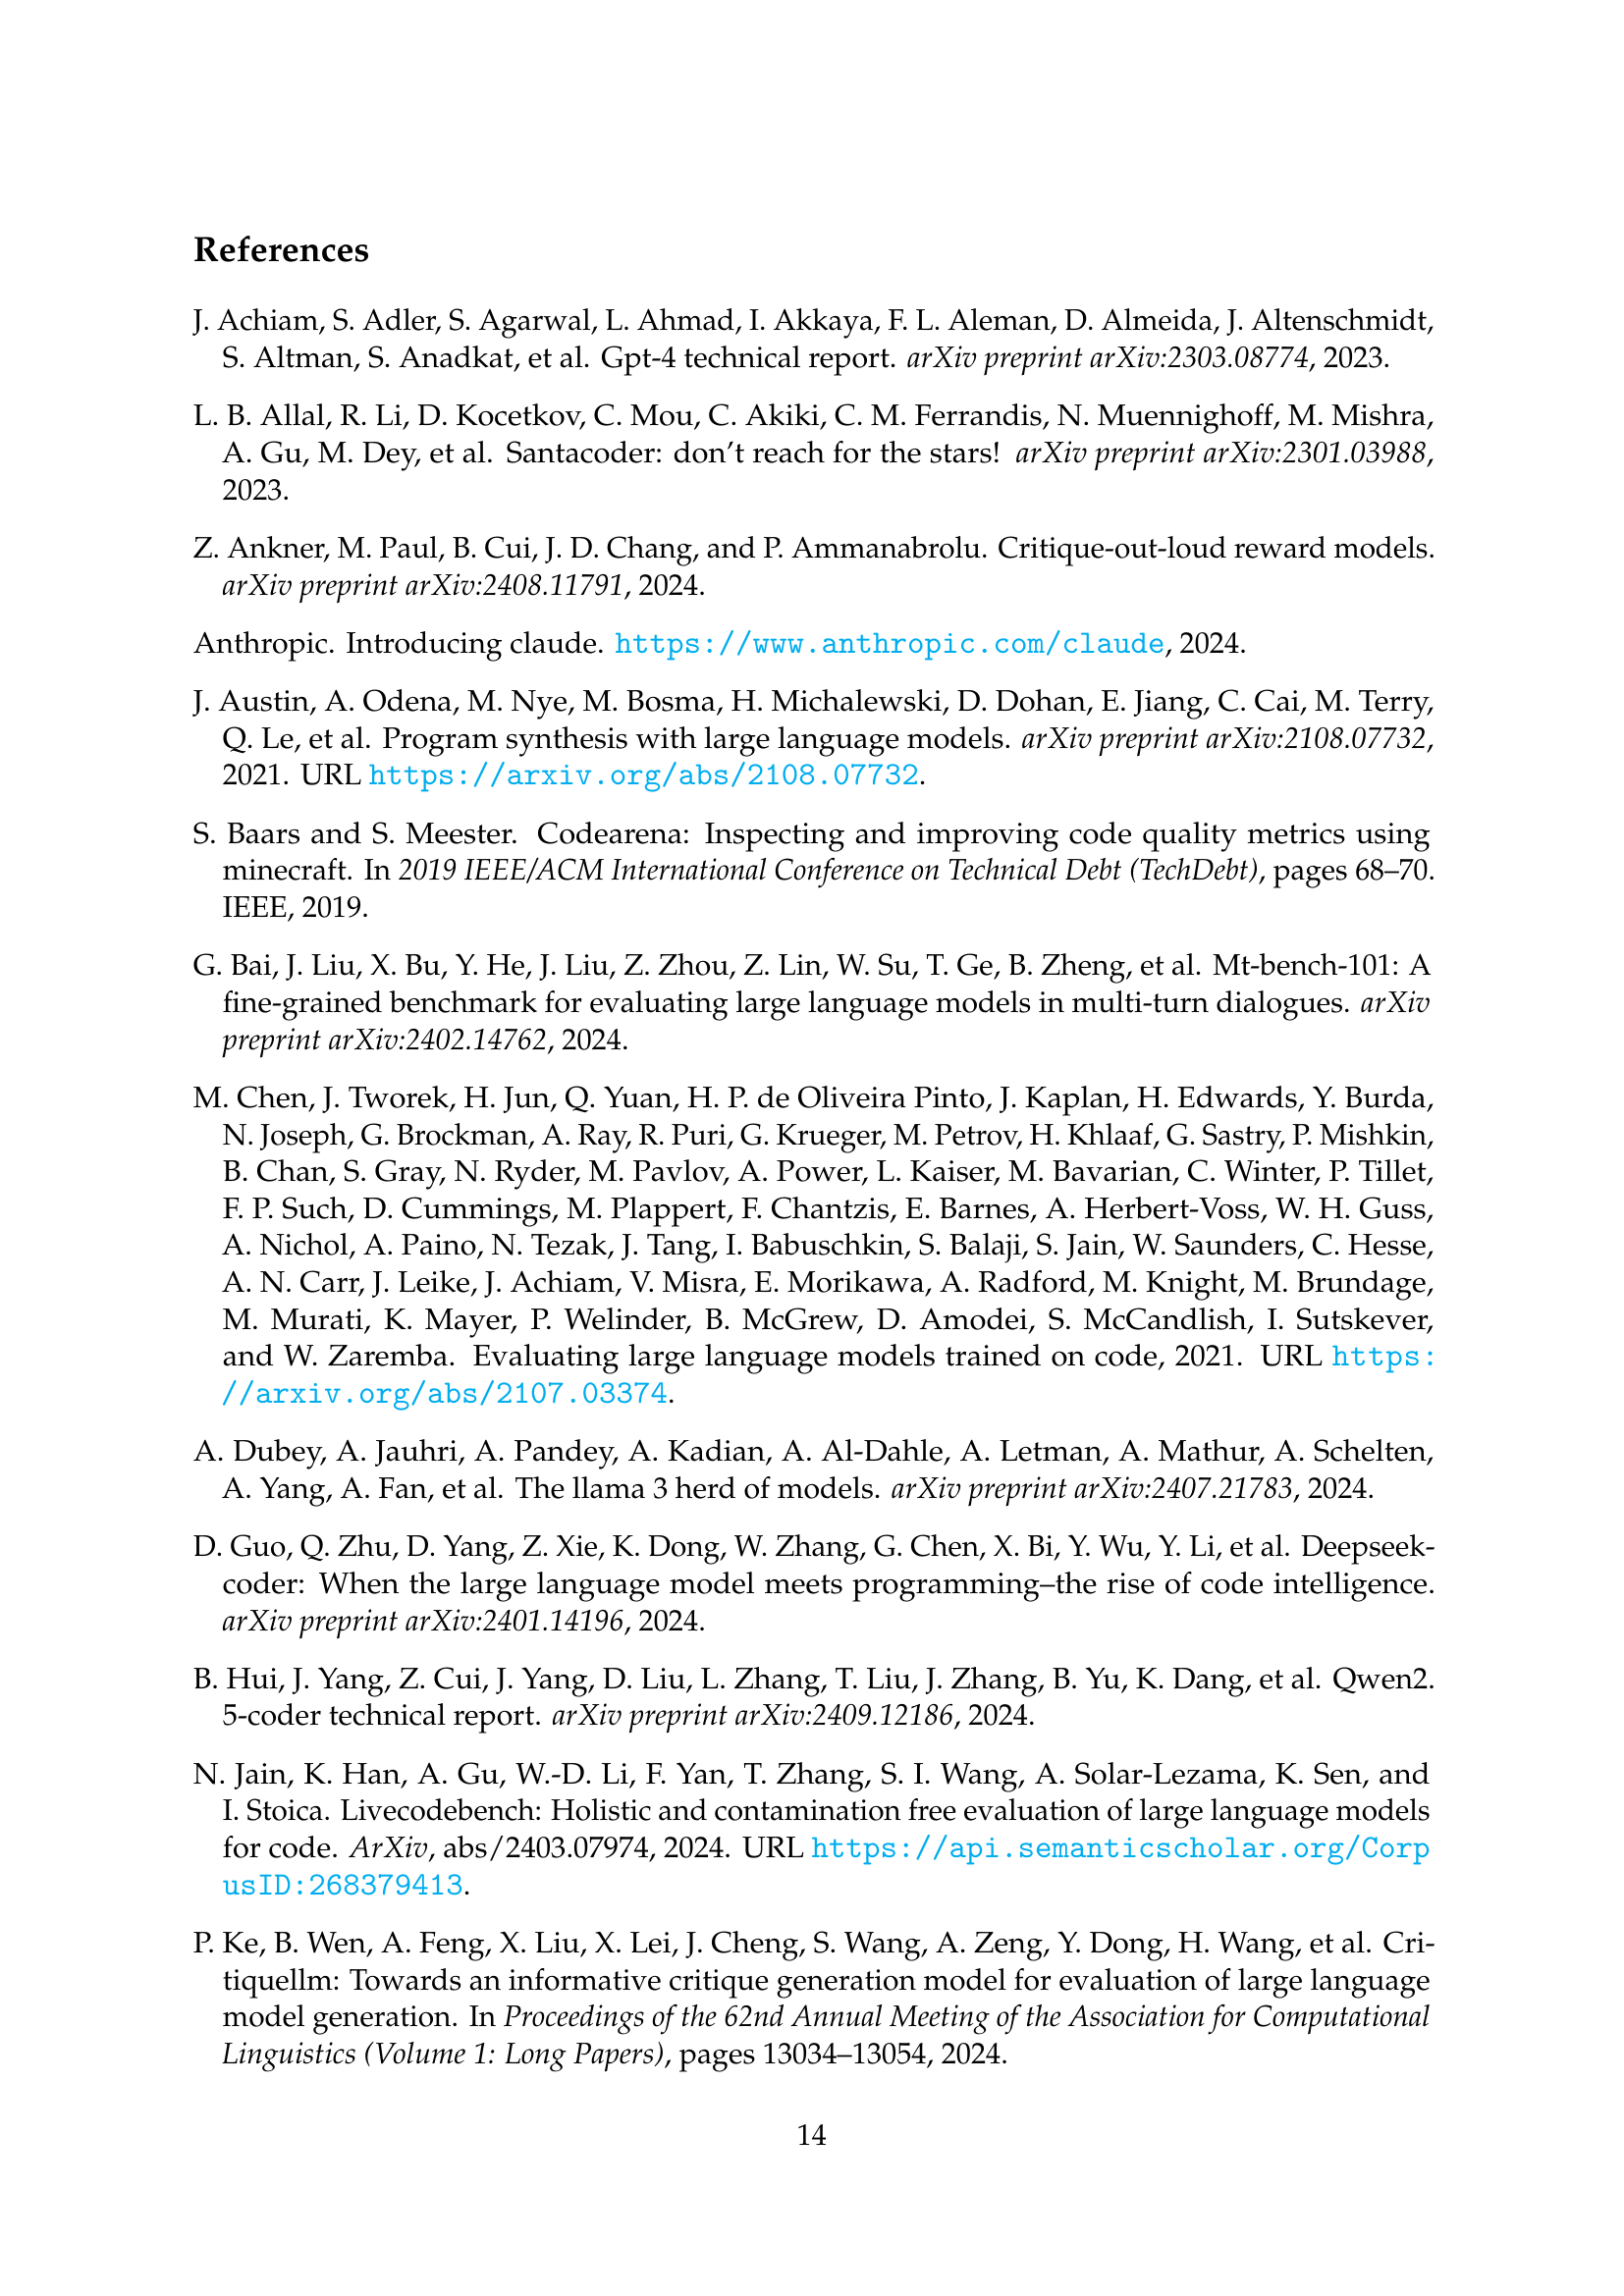 References
J. Achiam, S. Adler, S. Agarwal, L. Ahmad, I. Akkaya, F. L. Aleman, D. Almeida, J. Altenschmidt,
S. Altman, S. Anadkat, et al. Gpt-4 technical report. arXiv preprint arXiv:2303.08774, 2023.
L. B. Allal, R. Li, D. Kocetkov, C. Mou, C. Akiki, C. M. Ferrandis, N. Muennighoff, M. Mishra,
A. Gu, M. Dey, et al. Santacoder: don't reach for the stars! arXiv preprint arXiv:2301.03988,
2023.
Z. Ankner, M. Paul, B. Cui, J. D. Chang, and P. Ammanabrolu. Critique-out-loud reward models.
arXiv preprint arXiv:2408.11791, 2024.
Anthropic. Introducing claude. https://www.anthropic.com/claude, 2024.
J. Austin, A. Odena, M. Nye, M. Bosma, H. Michalewski, D. Dohan, E. Jiang, C. Cai, M. Terry,
Q. Le, et al. Program synthesis with large language models. arXiv preprint arXiv:2108.07732,
2021. URL https://arxiv.org/abs/2108.07732.
S. Baars and S. Meester. Codearena: Inspecting and improving code quality metrics using
minecraft. In 2019 IEEE/ACM International Conference on Technical Debt (TechDebt), pages 68–70.
IEEE, 2019.
G. Bai, J. Liu, X. Bu, Y. He, J. Liu, Z. Zhou, Z. Lin, W. Su, T. Ge, B. Zheng, et al. Mt-bench-101: A
fine-grained benchmark for evaluating large language models in multi-turn dialogues. arXiv
preprint arXiv:2402.14762, 2024.
M. Chen, J. Tworek, H. Jun, Q. Yuan, H. P. de Oliveira Pinto, J. Kaplan, H. Edwards, Y. Burda,
N. Joseph, G. Brockman, A. Ray, R. Puri, G. Krueger, M. Petrov, H. Khlaaf, G. Sastry, P. Mishkin,
B. Chan, S. Gray, N. Ryder, M. Pavlov, A. Power, L. Kaiser, M. Bavarian, C. Winter, P. Tillet,
F. P. Such, D. Cummings, M. Plappert, F. Chantzis, E. Barnes, A. Herbert-Voss, W. H. Guss,
A. Nichol, A. Paino, N. Tezak, J. Tang, I. Babuschkin, S. Balaji, S. Jain, W. Saunders, C. Hesse,
A. N. Carr, J. Leike, J. Achiam, V. Misra, E. Morikawa, A. Radford, M. Knight, M. Brundage,
M. Murati, K. Mayer, P. Welinder, B. McGrew, D. Amodei, S. McCandlish, I. Sutskever,
and W. Zaremba. Evaluating large language models trained on code, 2021. URL https:
//arxiv.org/abs/2107.03374.
A. Dubey, A. Jauhri, A. Pandey, A. Kadian, A. Al-Dahle, A. Letman, A. Mathur, A. Schelten,
A. Yang, A. Fan, et al. The llama 3 herd of models. arXiv preprint arXiv:2407.21783, 2024.
D. Guo, Q. Zhu, D. Yang, Z. Xie, K. Dong, W. Zhang, G. Chen, X. Bi, Y. Wu, Y. Li, et al. Deepseek-
coder: When the large language model meets programming–the rise of code intelligence.
arXiv preprint arXiv:2401.14196, 2024.
B. Hui, J. Yang, Z. Cui, J. Yang, D. Liu, L. Zhang, T. Liu, J. Zhang, B. Yu, K. Dang, et al. Qwen2.
5-coder technical report. arXiv preprint arXiv:2409.12186, 2024.
N. Jain, K. Han, A. Gu, W.-D. Li, F. Yan, T. Zhang, S. I. Wang, A. Solar-Lezama, K. Sen, and
I. Stoica. Livecodebench: Holistic and contamination free evaluation of large language models
for code. ArXiv, abs/2403.07974, 2024. URL https://api.semanticscholar.org/Corp
usID:268379413.
P. Ke, B. Wen, A. Feng, X. Liu, X. Lei, J. Cheng, S. Wang, A. Zeng, Y. Dong, H. Wang, et al. Cri-
tiquellm: Towards an informative critique generation model for evaluation of large language
model generation. In Proceedings of the 62nd Annual Meeting of the Association for Computational
Linguistics (Volume 1: Long Papers), pages 13034–13054, 2024.
14